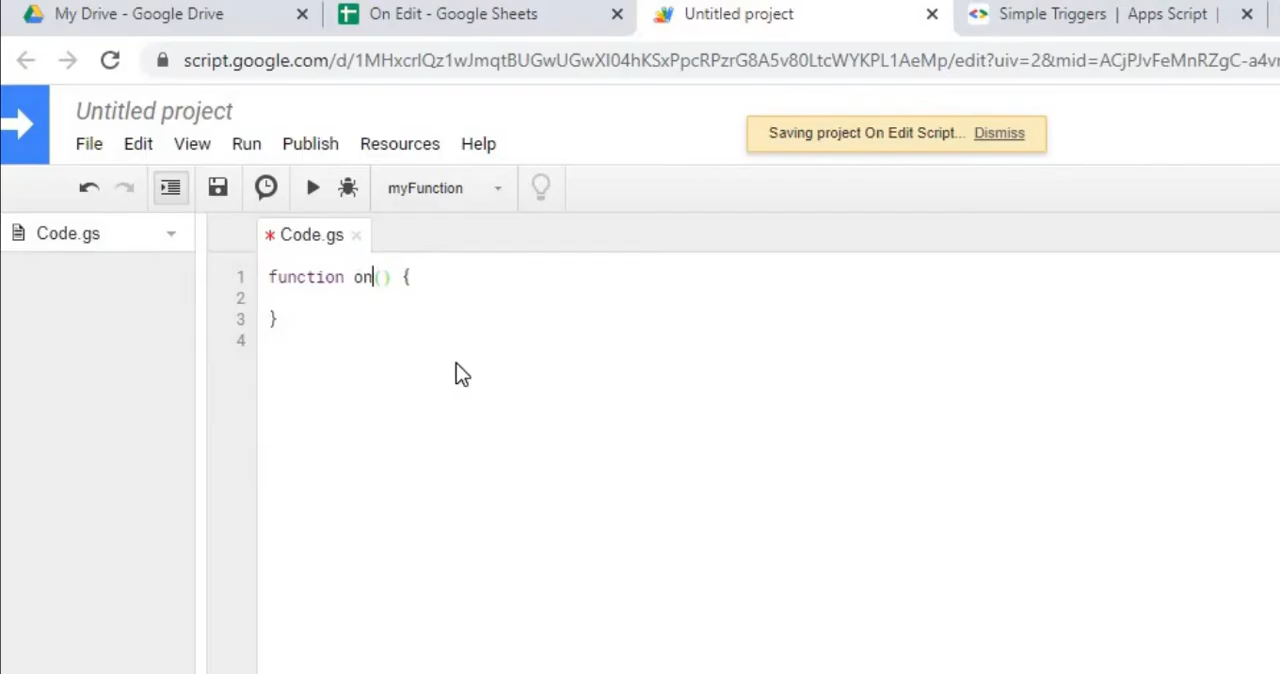 My Drive - Google Drive
On Edit - Google Sheets
Untitled project
Simple Triggers | Apps Script |
script.google.com/d/1MHxcrlQz1wJmqtBUGwUGwXI04hKSxPpcRPzrG8A5v80LtcWYKPL1AeMp/edit?uiv=2&mid=ACjPJvFeMnRZgC-a4vr
Untitled project
Saving project On Edit Script... Dismiss
File Edit View Run Publish Resources Help
myFunction
Code.gs
* Code.gs
1 function on() {
2
3 }
4